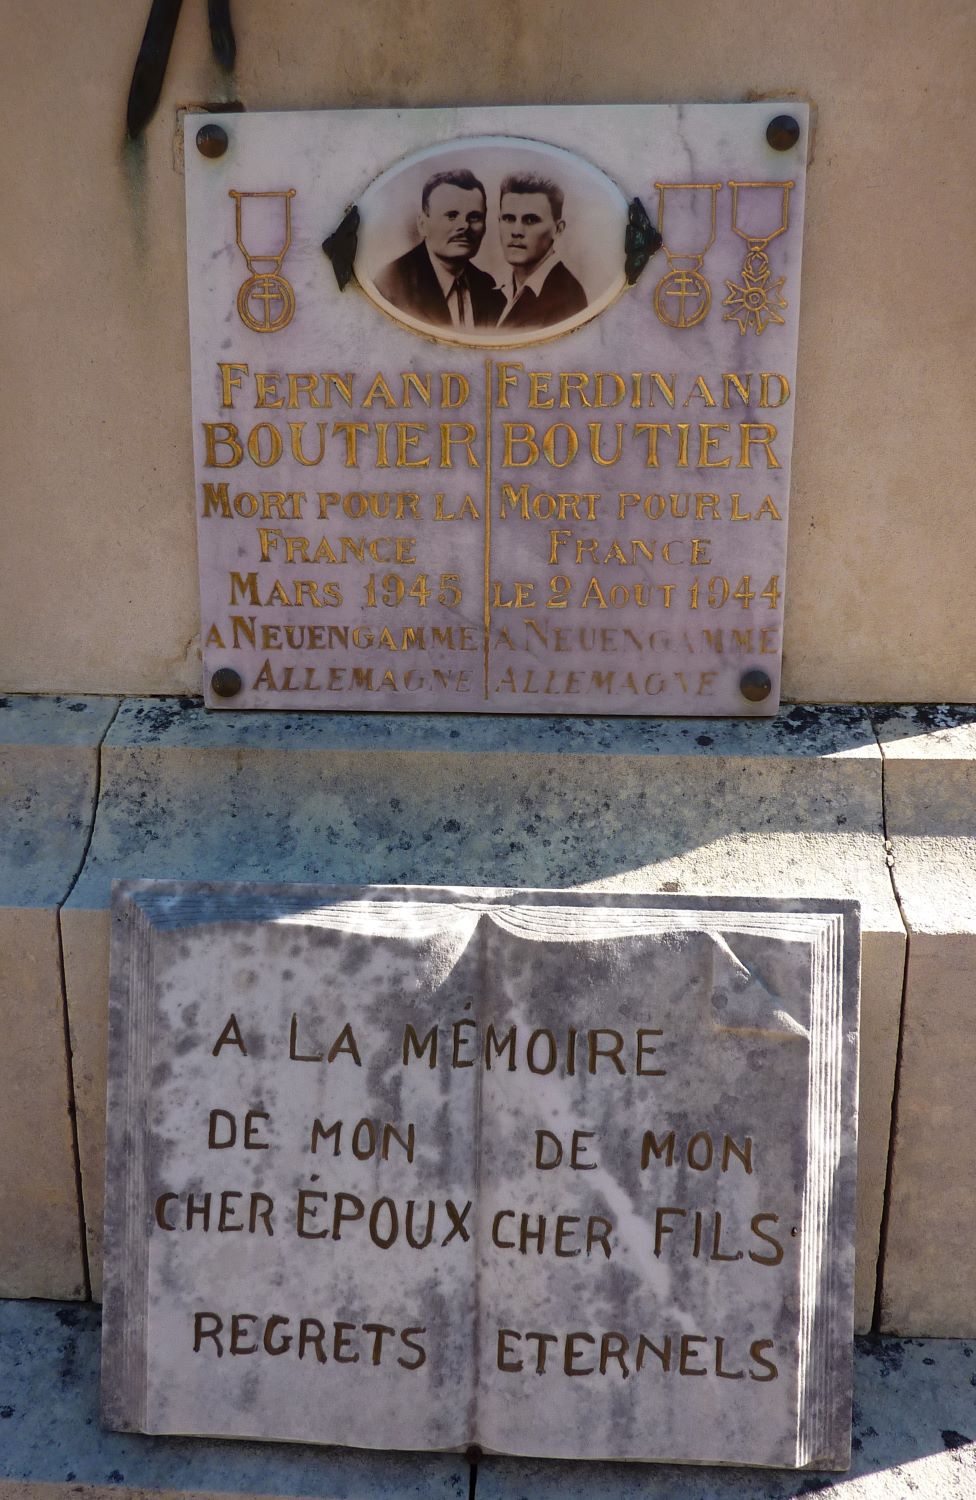 FERNAND
BOUTIER
MORT POUR LA
FRANCE
MARS 1945
A NEUENGAMME
ALLEMAGNE
FERDINAND
BOUTIER
MORT POUR LA
FRANCE
LE 2 AOUT 1944
A NEUENGAMME
ALLEMAGNE
A LA MÉMOIRE
DE MON
CHER ÉPOUX
DE MON
CHER FILS
REGRETS ETERNELS